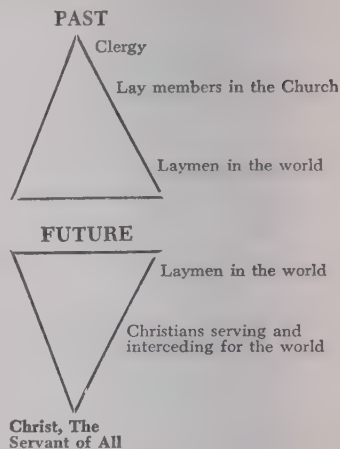 PAST
Clergy
Lay members in the Church
Laymen in the world
FUTURE
Laymen in the world
Christians serving and
interceding for the world
Christ, The
Servant of All